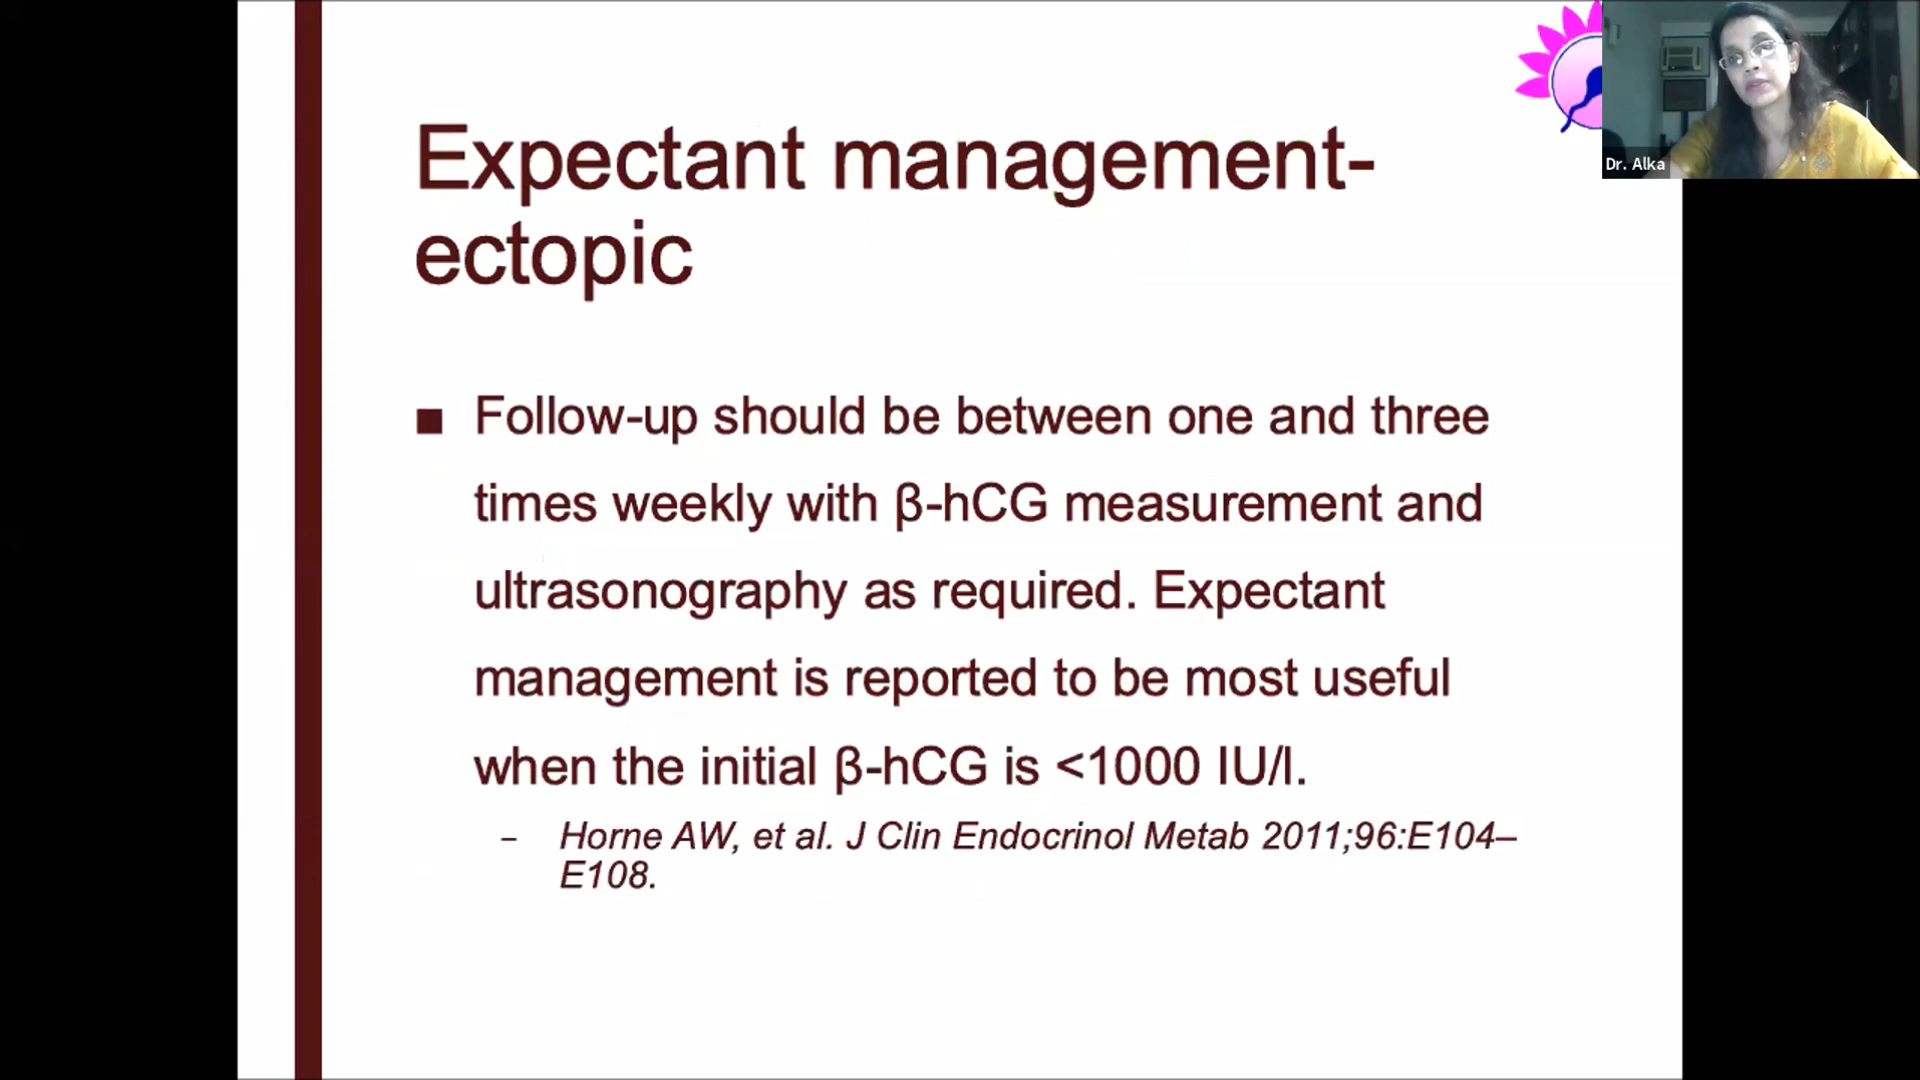 Expectant management-
ectopic
■ Follow-up should be between one and three
times weekly with β-hCG measurement and
ultrasonography as required. Expectant
management is reported to be most useful
when the initial β-hCG is <1000 IU/l.
– Horne AW, et al. J Clin Endocrinol Metab 2011;96:E104–
E108.
Dr. Alka